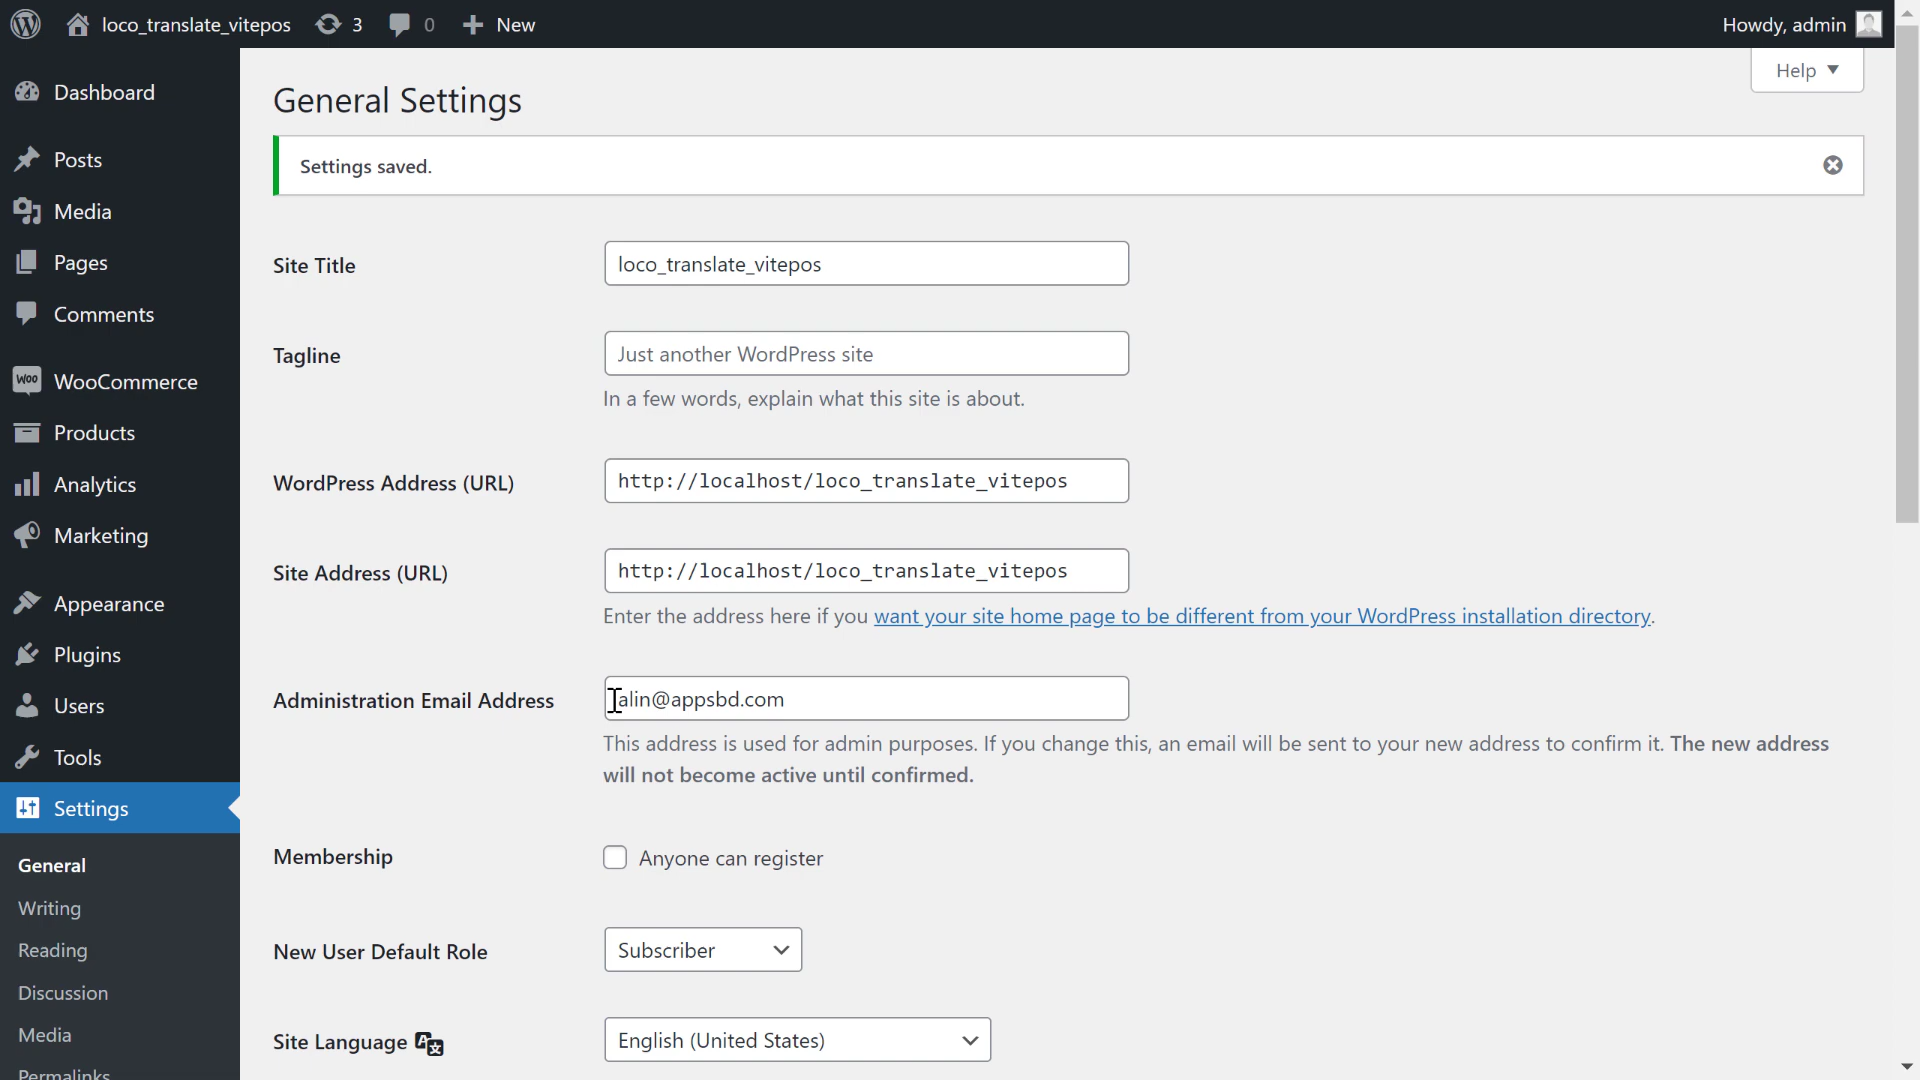 loco_translate_vitepos 3 0 New Howdy, admin
Help
Dashboard
Posts
Media
Pages
Comments
Woo WooCommerce
Products
Analytics
Marketing
Appearance
Plugins
Users
Tools
Settings
General
Writing
Reading
Discussion
Media
Permalinks
General Settings
Settings saved.
Site Title loco_translate_vitepos
Tagline Just another WordPress site
In a few words, explain what this site is about.
WordPress Address (URL) http://localhost/loco_translate_vitepos
Site Address (URL) http://localhost/loco_translate_vitepos
Enter the address here if you want your site home page to be different from your WordPress installation directory.
Administration Email Address alin@appsbd.com
This address is used for admin purposes. If you change this, an email will be sent to your new address to confirm it. The new address
will not become active until confirmed.
Membership Anyone can register
New User Default Role Subscriber
Site Language English (United States)